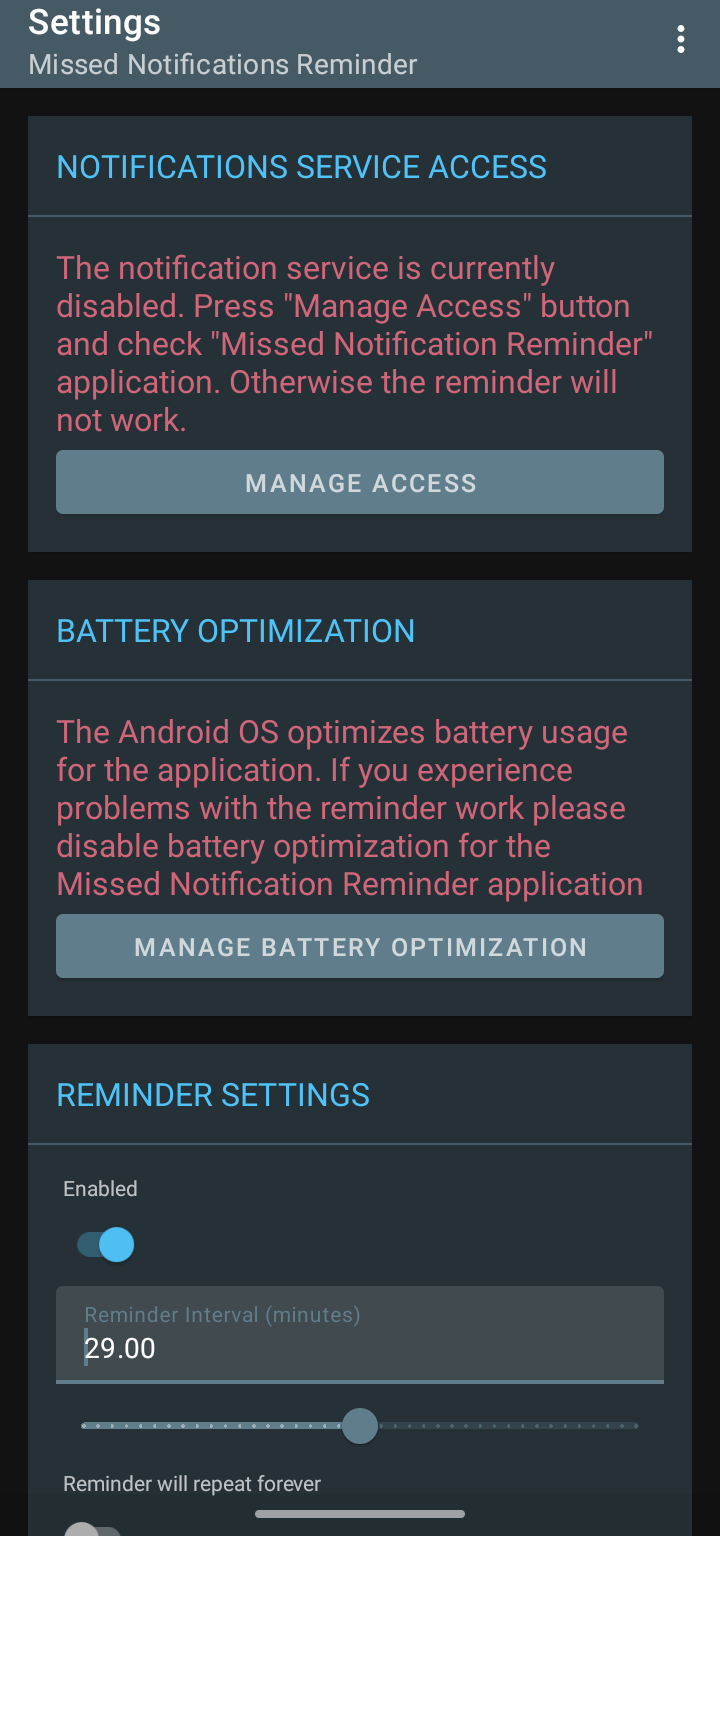 Settings
Missed Notifications Reminder
NOTIFICATIONS SERVICE ACCESS
The notification service is currently
disabled. Press "Manage Access" button
and check "Missed Notification Reminder"
application. Otherwise the reminder will
not work.
MANAGE ACCESS
BATTERY OPTIMIZATION
The Android OS optimizes battery usage
for the application. If you experience
problems with the reminder work please
disable battery optimization for the
Missed Notification Reminder application
MANAGE BATTERY OPTIMIZATION
REMINDER SETTINGS
Enabled
Reminder Interval (minutes)
29.00
Reminder will repeat forever